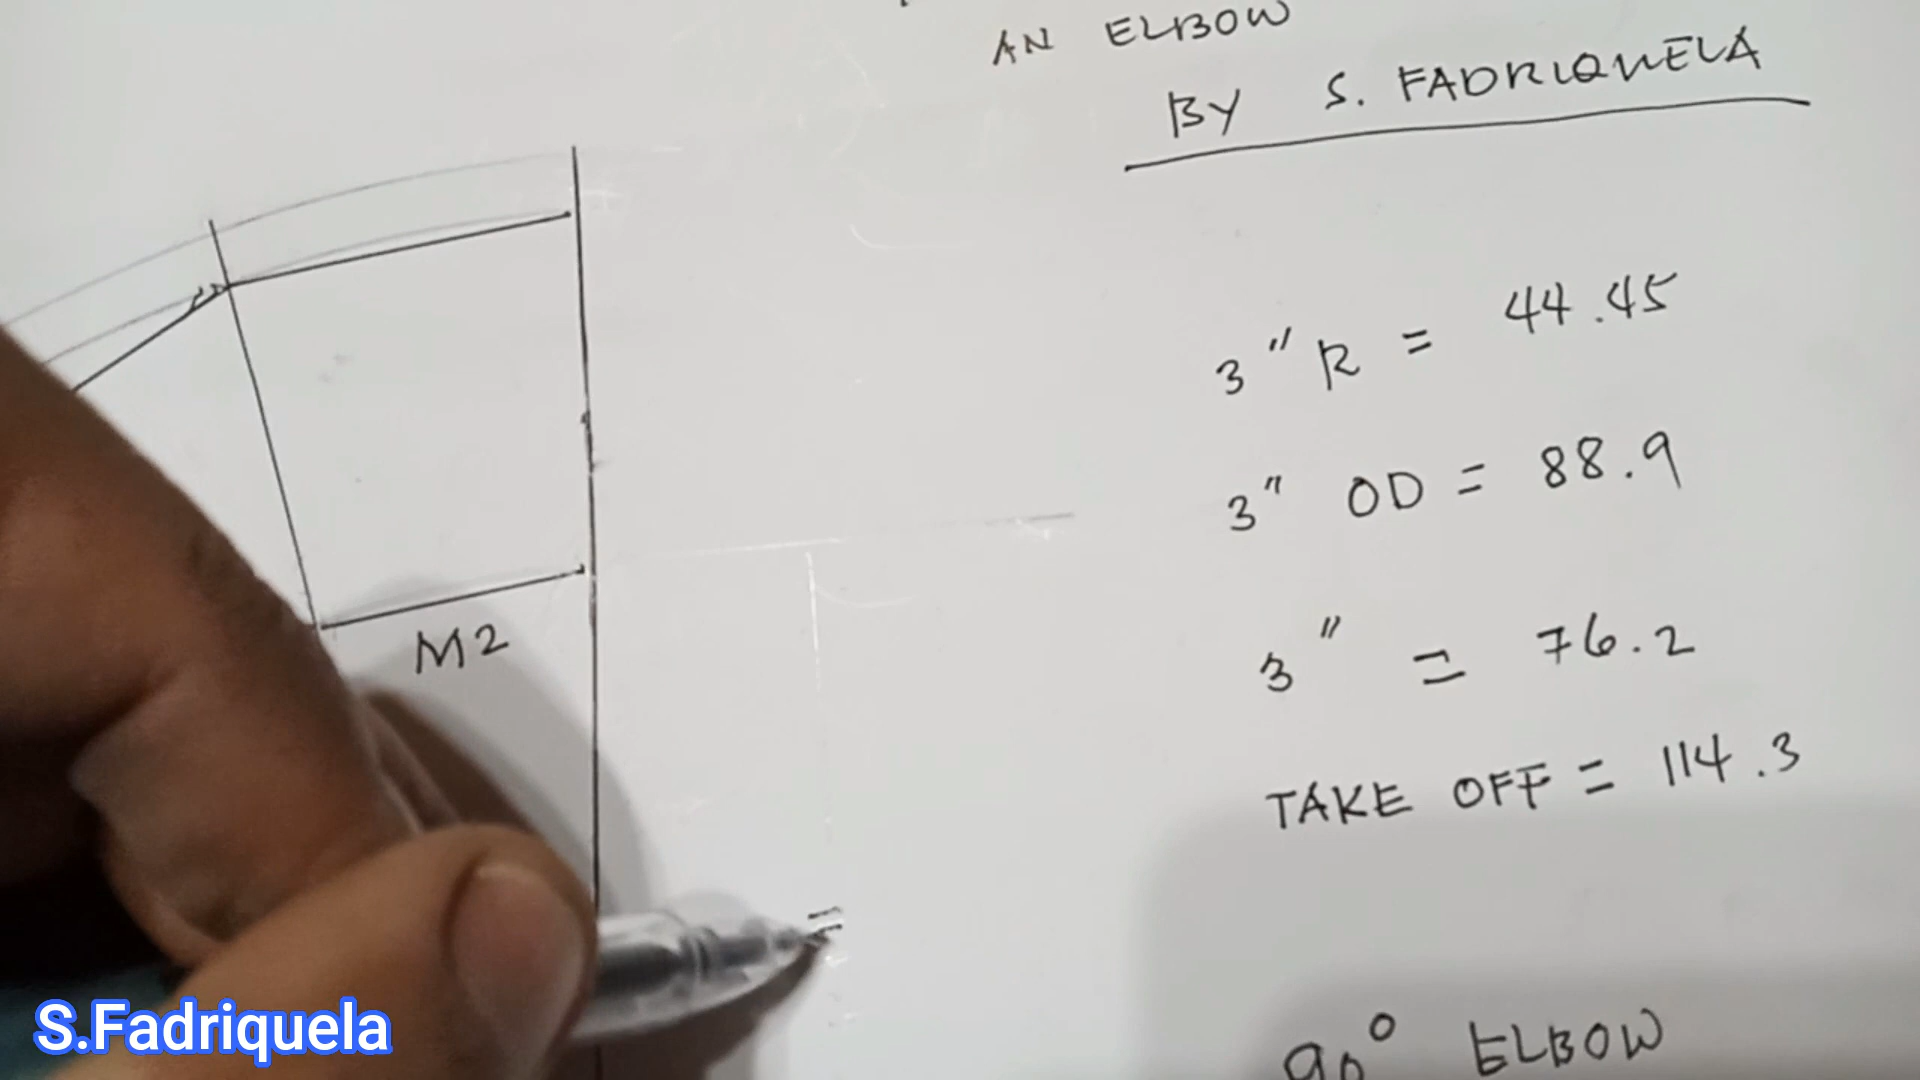 AN ELBOW
BY S. FADRIQUELA
3" R = 44.45
3" OD = 88.9
3" = 76.2
TAKE OFF = 114.3
M2
=
90° ELBOW
S.Fadriquela